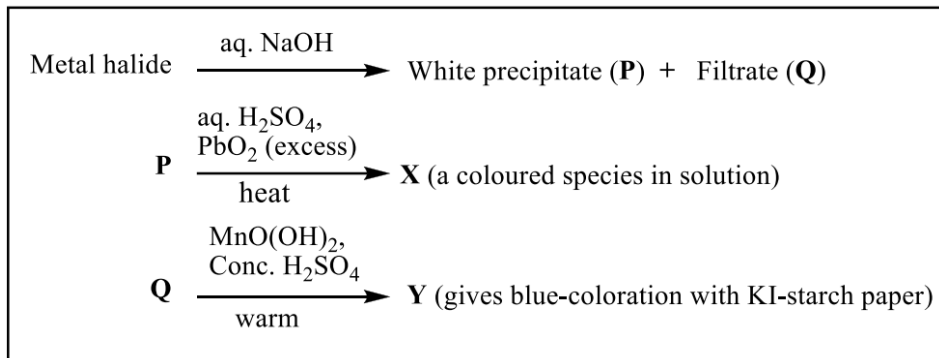 aq. NaOH
Metal halide White precipitate (P) + Filtrate (Q)
aq. H₂SO₄,
PbO₂ (excess)
P X (a coloured species in solution)
heat
MnO(OH)₂,
Conc. H₂SO₄
Q Y (gives blue-coloration with KI-starch paper)
warm